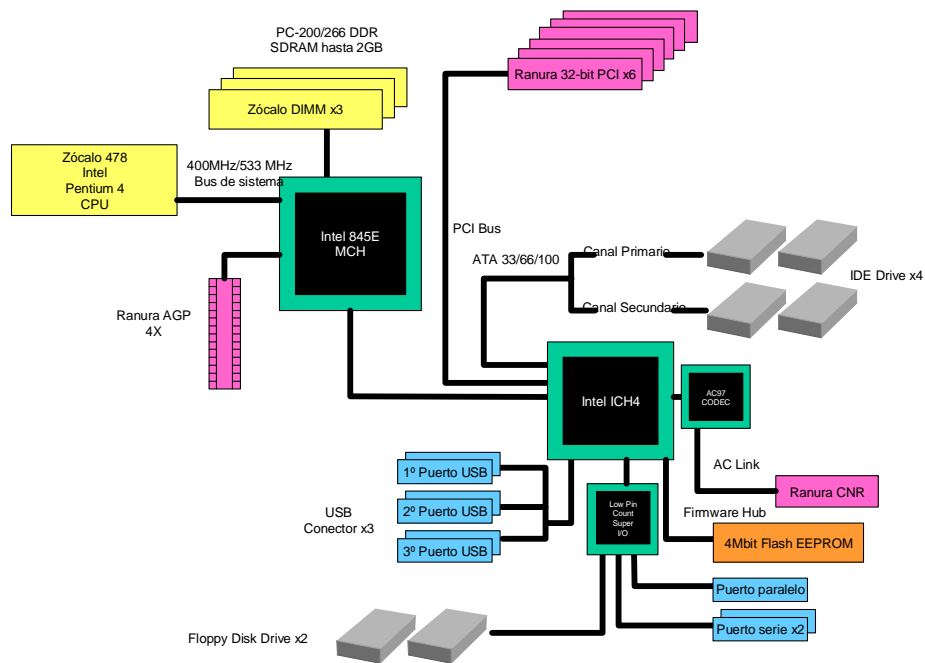 PC-200/266 DDR
SDRAM hasta 2GB
Ranura 32-bit PCI x6
Zócalo DIMM x3
Zócalo 478
Intel
Pentium 4
CPU
400MHz/533 MHz
Bus de sistema
Intel 845E
MCH
PCI Bus
ATA 33/66/100
Canal Primario
IDE Drive x4
Canal Secundario
Ranura AGP
4X
Intel ICH4
AC97
CODEC
AC Link
Ranura CNR
1º Puerto USB
2º Puerto USB
3º Puerto USB
USB
Conector x3
Low Pin
Count
Super
I/O
Firmware Hub
4Mbit Flash EEPROM
Puerto paralelo
Puerto serie x2
Floppy Disk Drive x2